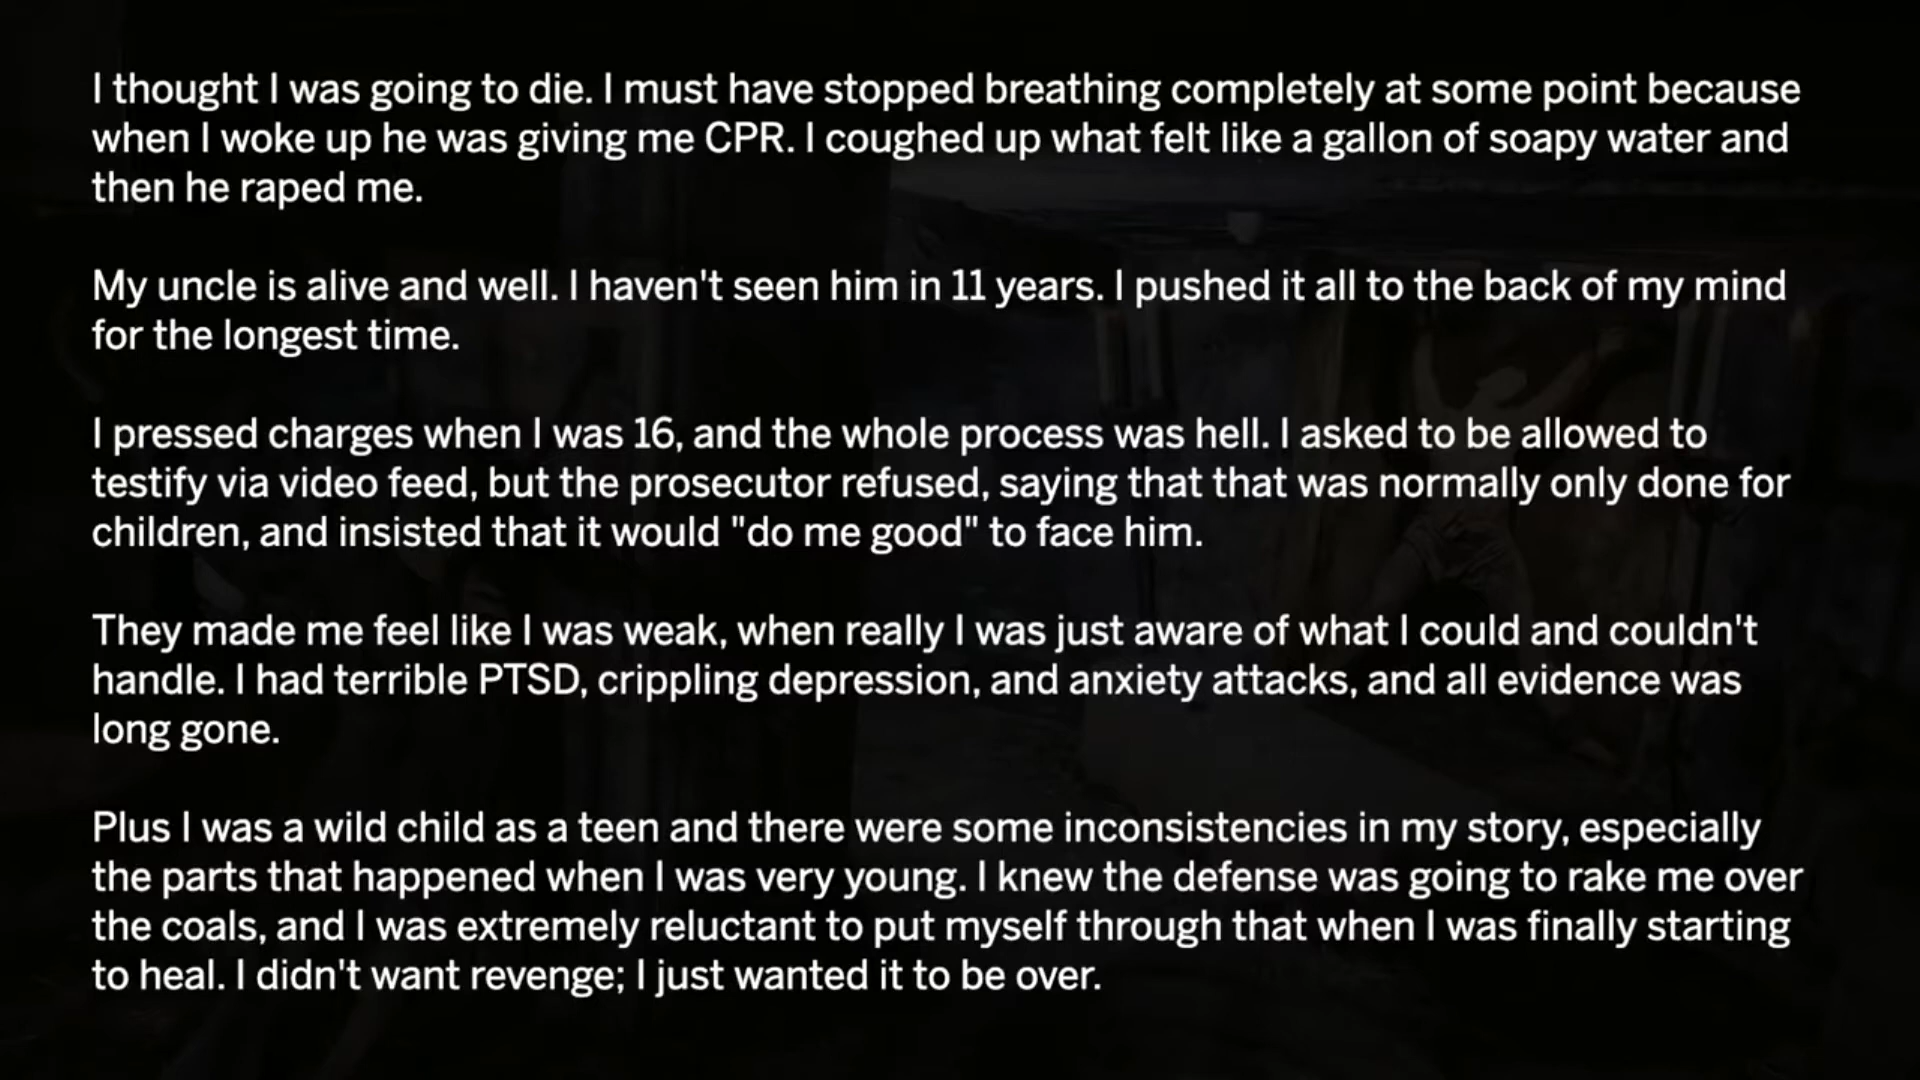 I thought I was going to die. I must have stopped breathing completely at some point because
when I woke up he was giving me CPR. I coughed up what felt like a gallon of soapy water and
then he raped me.
My uncle is alive and well. I haven't seen him in 11 years. I pushed it all to the back of my mind
for the longest time.
I pressed charges when I was 16, and the whole process was hell. I asked to be allowed to
testify via video feed, but the prosecutor refused, saying that that was normally only done for
children, and insisted that it would "do me good" to face him.
They made me feel like I was weak, when really I was just aware of what I could and couldn't
handle. I had terrible PTSD, crippling depression, and anxiety attacks, and all evidence was
long gone.
Plus I was a wild child as a teen and there were some inconsistencies in my story, especially
the parts that happened when I was very young. I knew the defense was going to rake me over
the coals, and I was extremely reluctant to put myself through that when I was finally starting
to heal. I didn't want revenge; I just wanted it to be over.